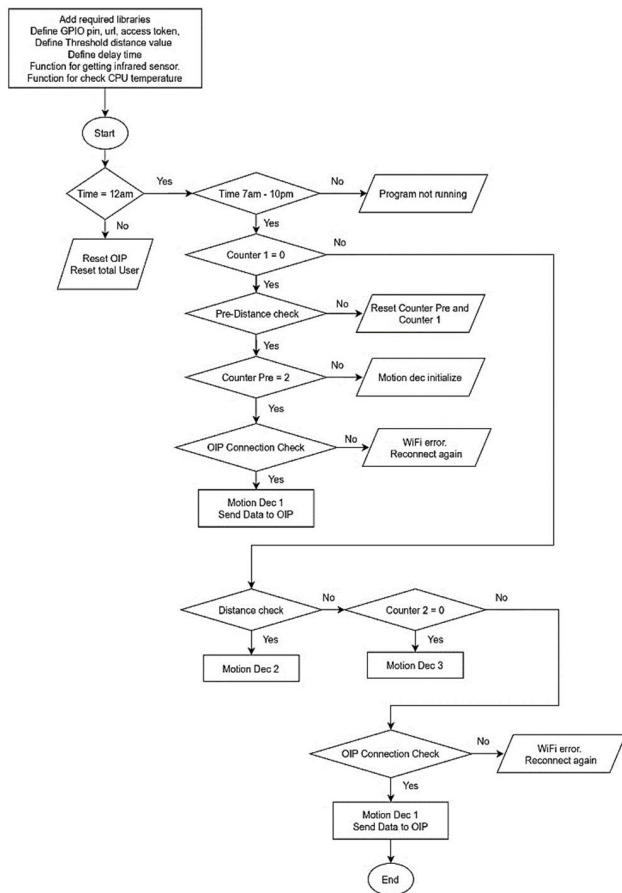 Add required libraries
Define GPIO pin, url, access token,
Define Threshold distance value
Define delay time
Function for getting infrared sensor.
Function for check CPU temperature
Start
Time = 12am
Yes
Time 7am - 10pm
No
Program not running
No
Reset OIP
Reset total User
Yes
Counter 1 = 0
No
Yes
Pre-Distance check
No
Reset Counter Pre and
Counter 1
Yes
Counter Pre = 2
No
Motion dec initialize
Yes
OIP Connection Check
No
WiFi error.
Reconnect again
Yes
Motion Dec 1
Send Data to OIP
Distance check
No
Counter 2 = 0
No
Yes
Motion Dec 2
Yes
Motion Dec 3
OIP Connection Check
No
WiFi error.
Reconnect again
Yes
Motion Dec 1
Send Data to OIP
End